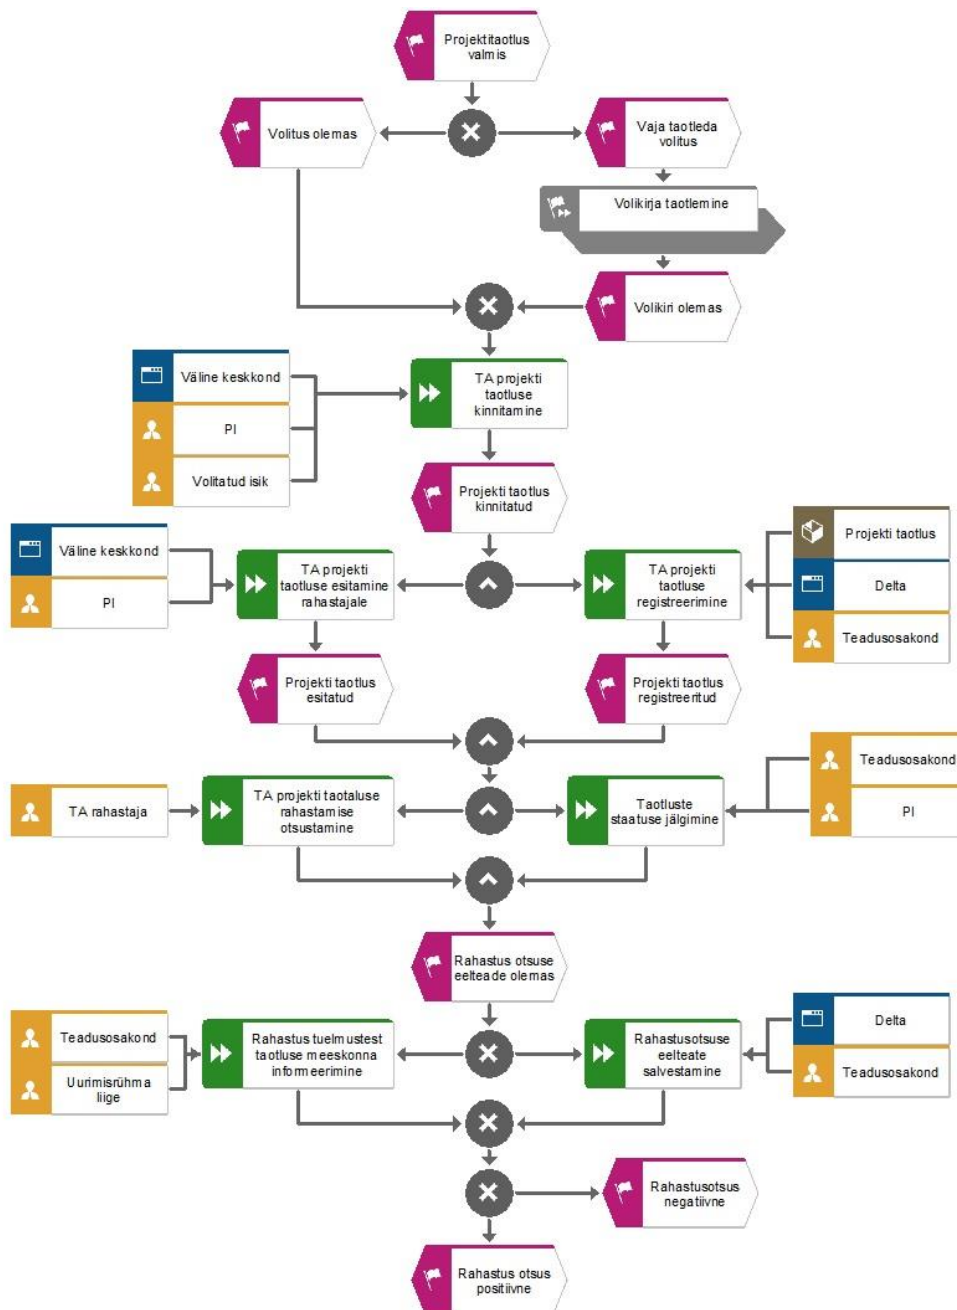 Projektitaotlus
valmis
Volitus olemas
Vaja taotleda
volitus
Volikirja taotlemine
Volikiri olemas
Väline keskkond
PI
Volitatud isik
TA projekti
taotluse
kinnitamine
Projekti taotlus
kinnitatud
Väline keskkond
PI
TA projekti
taotluse esitamine
rahastajale
TA projekti
taotluse
registreerimine
Projekti taotlus
Delta
Teadusosakond
Projekti taotlus
esitatud
Projekti taotlus
registreeritud
TA rahastaja
TA projekti taotaluse
rahastamise
otsustamine
Taotluste
staatuse jälgimine
Teadusosakond
PI
Rahastus otsuse
eelteade olemas
Teadusosakond
Uurimisrühma
liige
Rahastus tuelmustest
taotluse meeskonna
informeerimine
Rahastusotsuse
eelteate
salvestamine
Delta
Teadusosakond
Rahastusotsus
negatiivne
Rahastus otsus
positiivne